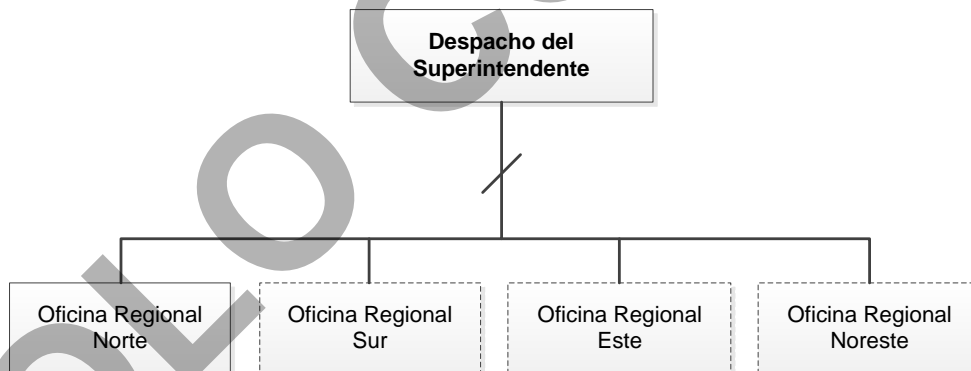 Despacho del
Superintendente
Oficina Regional
Norte
Oficina Regional
Sur
Oficina Regional
Este
Oficina Regional
Noreste